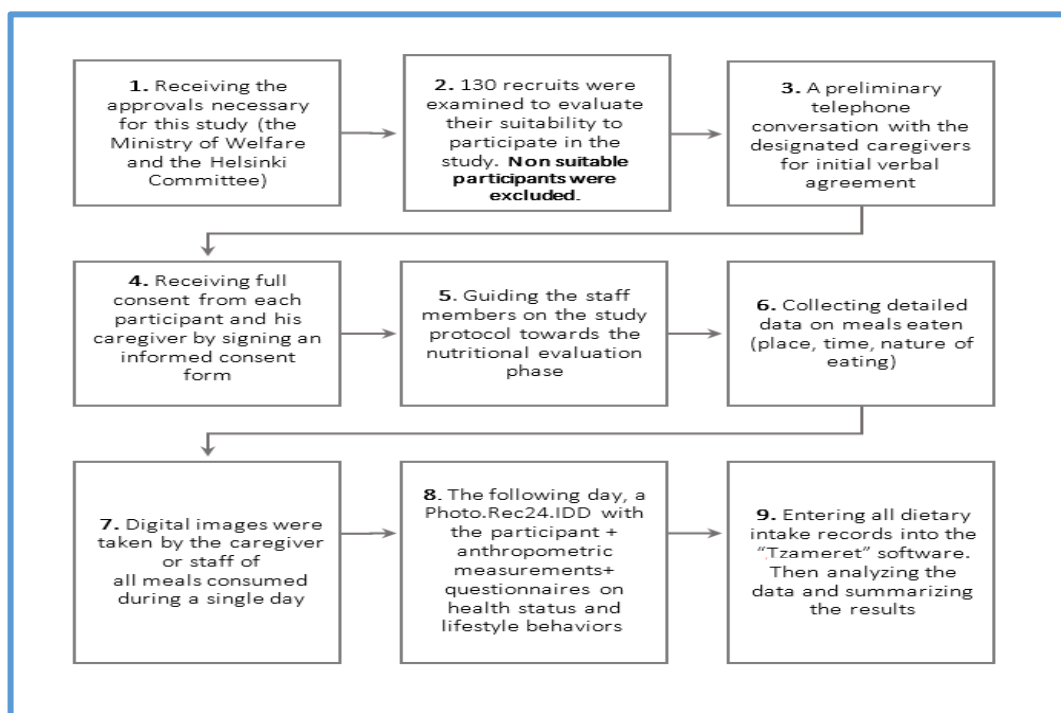 1. Receiving the
approvals necessary
for this study (the
Ministry of Welfare
and the Helsinki
Committee)
2. 130 recruits were
examined to evaluate
their suitability to
participate in the
study. Non suitable
participants were
excluded.
3. A preliminary
telephone
conversation with the
designated caregivers
for initial verbal
agreement
4. Receiving full
consent from each
participant and his
caregiver by signing an
informed consent
form
5. Guiding the staff
members on the study
protocol towards the
nutritional evaluation
phase
6. Collecting detailed
data on meals eaten
(place, time, nature of
eating)
7. Digital images were
taken by the caregiver
or staff of
all meals consumed
during a single day
8. The following day, a
Photo.Rec24.IDD with
the participant +
anthropometric
measurements+
questionnaires on
health status and
lifestyle behaviors
9. Entering all dietary
intake records into the
“Tzameret” software.
Then analyzing the
data and summarizing
the results